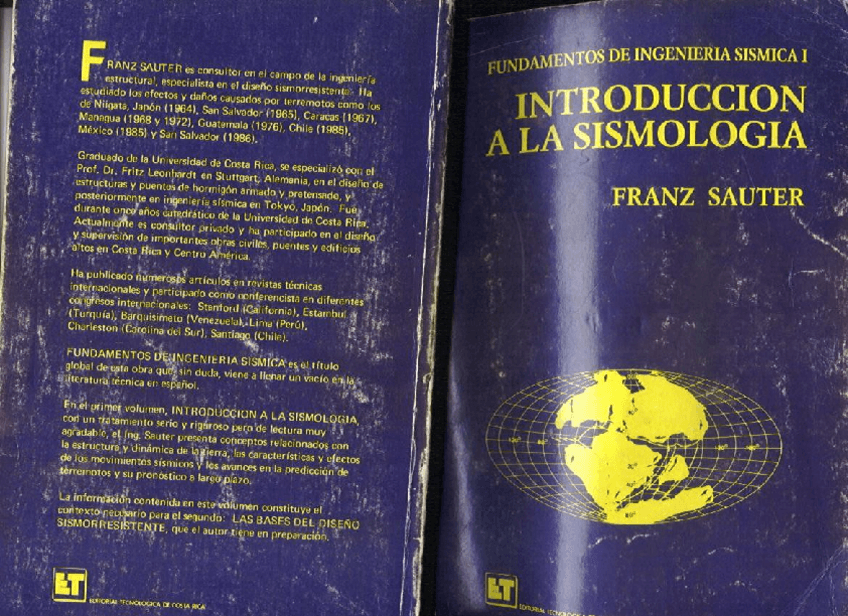 FRANZ SAUTER es consultor en el campo de la ingeniería
estructural, especialista en el diseño sismorresistente. Ha
estudiado los efectos y daños causados por terremotos como los
de Niigata, Japón (1964), San Salvador (1965), Caracas (1967),
Managua (1968 y 1972), Guatemala (1976), Chile (1985),
México (1985) y San Salvador (1986).
Graduado de la Universidad de Costa Rica, se especializó con el
Prof. Dr. Fritz Leonhardt en Stuttgart, Alemania, en el diseño de
estructuras y puentes de hormigón armado y pretensado, y
posteriormente en ingeniería sísmica en Tokyo, Japón. Fue
durante once años catedrático de la Universidad de Costa Rica.
Actualmente es consultor privado y ha participado en el diseño
y supervisión de importantes obras civiles, puentes y edificios
altos en Costa Rica y Centro América.
Ha publicado numerosos artículos en revistas técnicas
internacionales y participado como conferencista en diferentes
congresos internacionales: Stanford (California), Estambul
(Turquía), Barquisimeto (Venezuela), Lima (Perú),
Charleston (Carolina del Sur), Santiago (Chile).
FUNDAMENTOS DE INGENIERIA SISMICA es el título
global de esta obra que, sin duda, viene a llenar un vacío en la
literatura técnica en español.
En el primer volumen, INTRODUCCION A LA SISMOLOGIA,
con un tratamiento serio y riguroso pero de lectura muy
agradable, el Ing. Sauter presenta conceptos relacionados con
la estructura y dinámica de la tierra, las características y efectos
de los movimientos sísmicos y los avances en la predicción de
terremotos y su pronóstico a largo plazo.
La información contenida en este volumen constituye el
contexto necesario para el segundo: LAS BASES DEL DISEÑO
SISMORRESISTENTE, que el autor tiene en preparación.
ET
EDITORIAL TECNOLOGICA DE COSTA RICA
FUNDAMENTOS DE INGENIERIA SISMICA I
INTRODUCCION
A LA SISMOLOGIA
FRANZ SAUTER
ET
EDITORIAL TECNOLOGICA DE